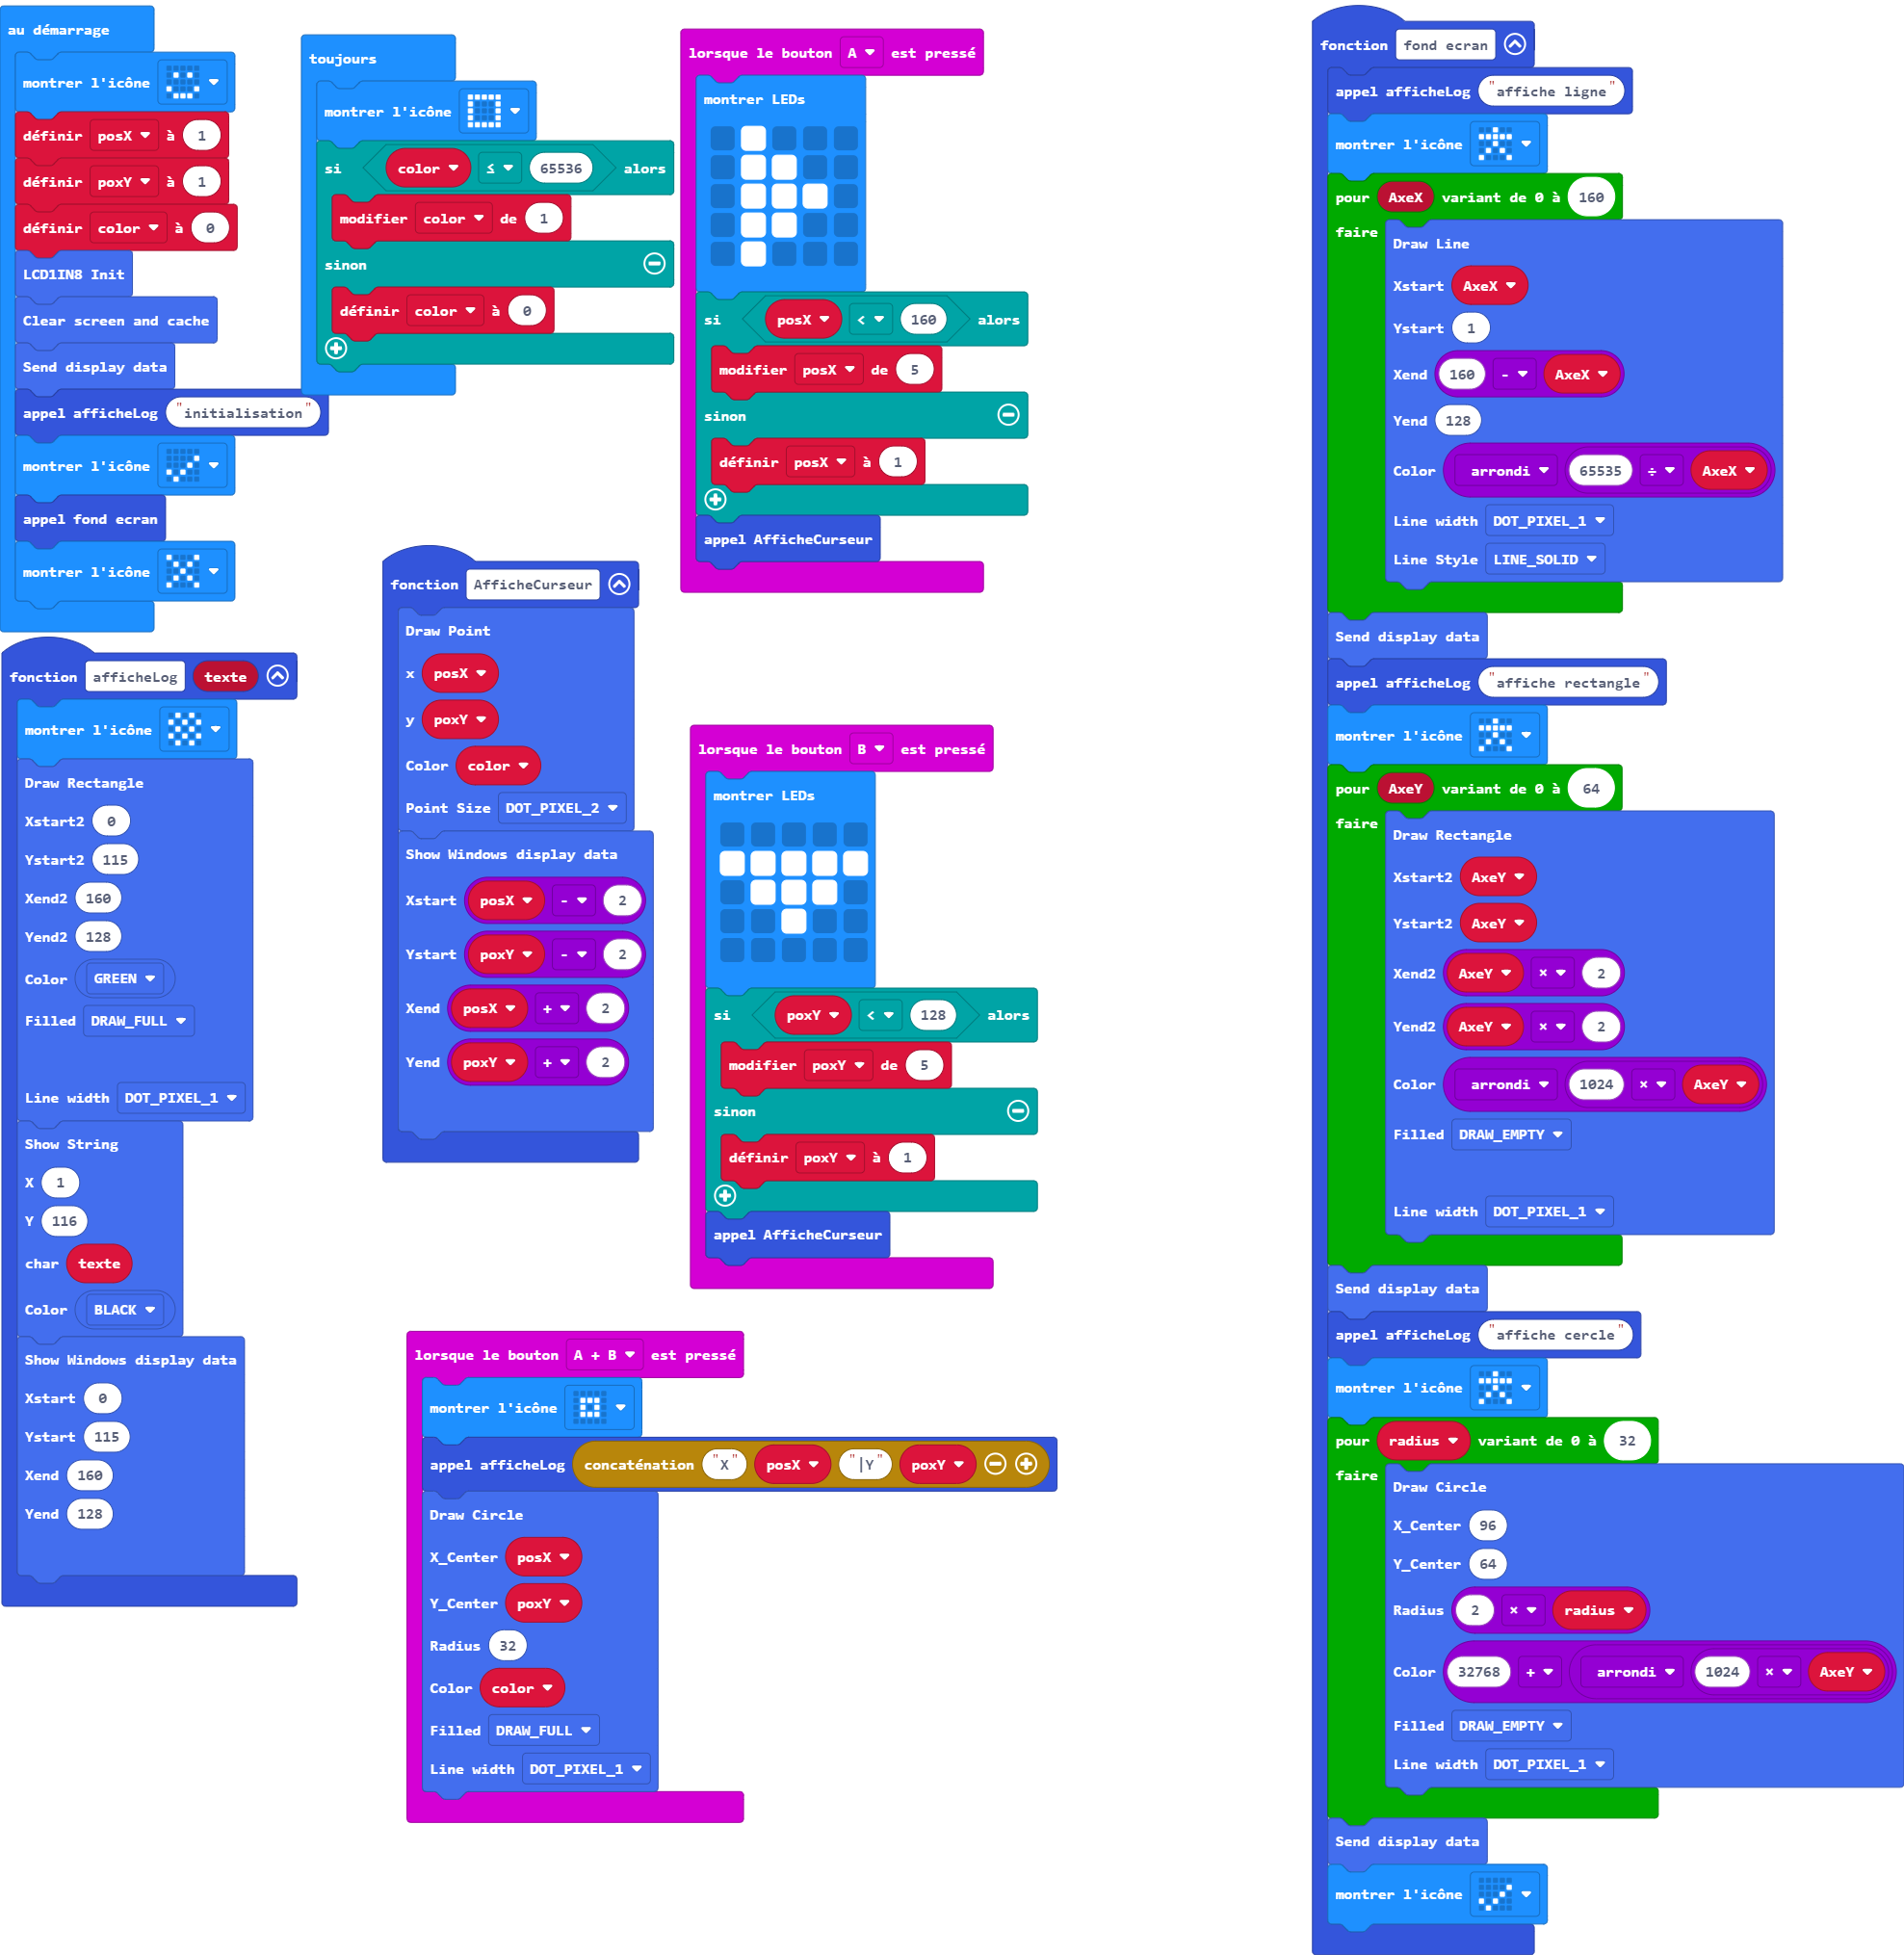 au démarrage
montrer l'icône
définir posX à 1
définir poxY à 1
définir color à 0
LCD1IN8 Init
Clear screen and cache
Send display data
appel afficheLog "initialisation"
montrer l'icône
appel fond ecran
montrer l'icône
fonction afficheLog texte
montrer l'icône
Draw Rectangle
Xstart2 0
Ystart2 115
Xend2 160
Yend2 128
Color GREEN
Filled DRAW_FULL
Line width DOT_PIXEL_1
Show String
X 1
Y 116
char texte
Color BLACK
Show Windows display data
Xstart 0
Ystart 115
Xend 160
Yend 128
toujours
montrer l'icône
si color ≤ 65536 alors
modifier color de 1
sinon
définir color à 0
fonction AfficheCurseur
Draw Point
x posX
y poxY
Color color
Point Size DOT_PIXEL_2
Show Windows display data
Xstart posX - 2
Ystart poxY - 2
Xend posX + 2
Yend poxY + 2
lorsque le bouton A est pressé
montrer LEDs
si posX < 160 alors
modifier posX de 5
sinon
définir posX à 1
appel AfficheCurseur
lorsque le bouton B est pressé
montrer LEDs
si poxY < 128 alors
modifier poxY de 5
sinon
définir poxY à 1
appel AfficheCurseur
lorsque le bouton A + B est pressé
montrer l'icône
appel afficheLog concaténation "X" posX "|Y" poxY
Draw Circle
X_Center posX
Y_Center poxY
Radius 32
Color color
Filled DRAW_FULL
Line width DOT_PIXEL_1
fonction fond ecran
appel afficheLog "affiche ligne"
montrer l'icône
pour AxeX variant de 0 à 160
faire
Draw Line
Xstart AxeX
Ystart 1
Xend 160 - AxeX
Yend 128
Color arrondi 65535 ÷ AxeX
Line width DOT_PIXEL_1
Line Style LINE_SOLID
Send display data
appel afficheLog "affiche rectangle"
montrer l'icône
pour AxeY variant de 0 à 64
faire
Draw Rectangle
Xstart2 AxeY
Ystart2 AxeY
Xend2 AxeY × 2
Yend2 AxeY × 2
Color arrondi 1024 × AxeY
Filled DRAW_EMPTY
Line width DOT_PIXEL_1
Send display data
appel afficheLog "affiche cercle"
montrer l'icône
pour radius variant de 0 à 32
faire
Draw Circle
X_Center 96
Y_Center 64
Radius 2 × radius
Color 32768 + arrondi 1024 × AxeY
Filled DRAW_EMPTY
Line width DOT_PIXEL_1
Send display data
montrer l'icône